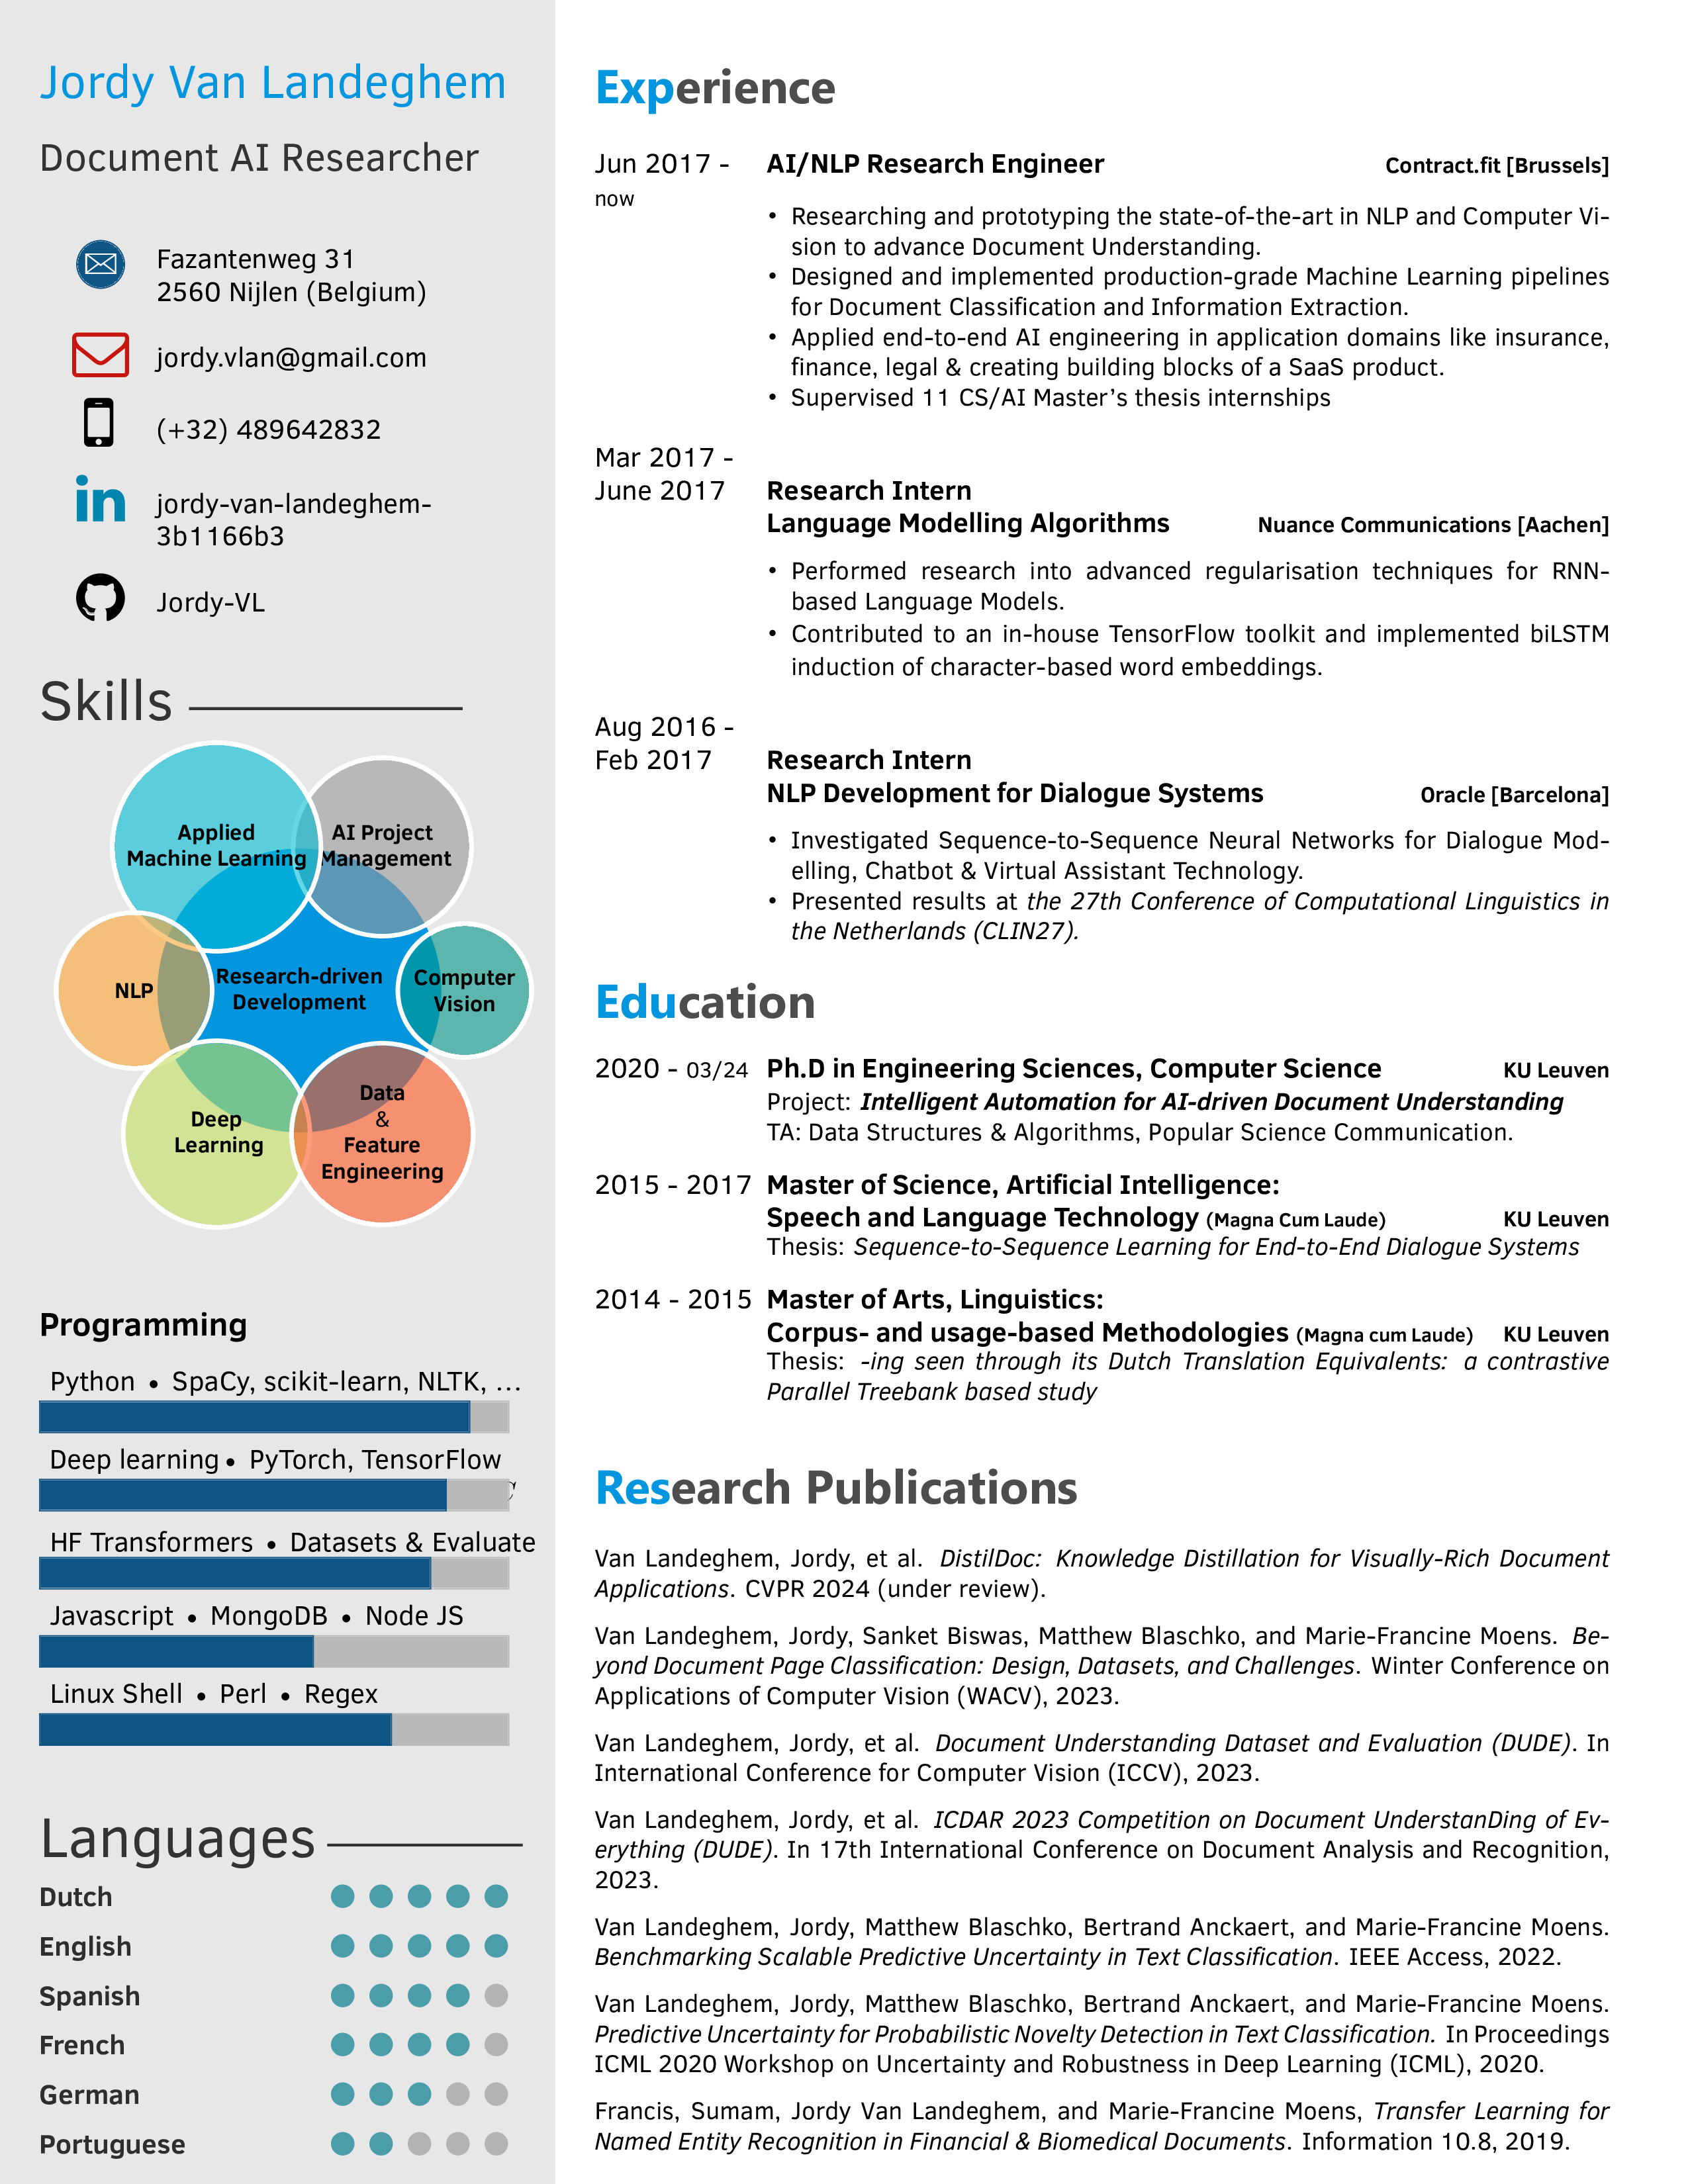 Jordy Van Landeghem
Document AI Researcher
Fazantenweg 31
2560 Nijlen (Belgium)
jordy.vlan@gmail.com
(+32) 489642832
in
jordy-van-landeghem-
3b1166b3
Jordy-VL
Skills
Applied
Machine Learning
AI Project
Management
NLP
Research-driven
Development
Computer
Vision
Deep
Learning
Data
&
Feature
Engineering
Programming
Python • SpaCy, scikit-learn, NLTK, …
Deep learning • PyTorch, TensorFlow
HF Transformers • Datasets & Evaluate
Javascript • MongoDB • Node JS
Linux Shell • Perl • Regex
Languages
Dutch
English
Spanish
French
German
Portuguese
Experience
Jun 2017 - AI/NLP Research Engineer Contract.fit [Brussels]
now
• Researching and prototyping the state-of-the-art in NLP and Computer Vi-
sion to advance Document Understanding.
• Designed and implemented production-grade Machine Learning pipelines
for Document Classification and Information Extraction.
• Applied end-to-end AI engineering in application domains like insurance,
finance, legal & creating building blocks of a SaaS product.
• Supervised 11 CS/AI Master's thesis internships
Mar 2017 -
June 2017 Research Intern
Language Modelling Algorithms Nuance Communications [Aachen]
• Performed research into advanced regularisation techniques for RNN-
based Language Models.
• Contributed to an in-house TensorFlow toolkit and implemented biLSTM
induction of character-based word embeddings.
Aug 2016 -
Feb 2017 Research Intern
NLP Development for Dialogue Systems Oracle [Barcelona]
• Investigated Sequence-to-Sequence Neural Networks for Dialogue Mod-
elling, Chatbot & Virtual Assistant Technology.
• Presented results at the 27th Conference of Computational Linguistics in
the Netherlands (CLIN27).
Education
2020 - 03/24 Ph.D in Engineering Sciences, Computer Science KU Leuven
Project: Intelligent Automation for AI-driven Document Understanding
TA: Data Structures & Algorithms, Popular Science Communication.
2015 - 2017 Master of Science, Artificial Intelligence:
Speech and Language Technology (Magna Cum Laude) KU Leuven
Thesis: Sequence-to-Sequence Learning for End-to-End Dialogue Systems
2014 - 2015 Master of Arts, Linguistics:
Corpus- and usage-based Methodologies (Magna cum Laude) KU Leuven
Thesis: -ing seen through its Dutch Translation Equivalents: a contrastive
Parallel Treebank based study
Research Publications
Van Landeghem, Jordy, et al. DistilDoc: Knowledge Distillation for Visually-Rich Document
Applications. CVPR 2024 (under review).
Van Landeghem, Jordy, Sanket Biswas, Matthew Blaschko, and Marie-Francine Moens. Be-
yond Document Page Classification: Design, Datasets, and Challenges. Winter Conference on
Applications of Computer Vision (WACV), 2023.
Van Landeghem, Jordy, et al. Document Understanding Dataset and Evaluation (DUDE). In
International Conference for Computer Vision (ICCV), 2023.
Van Landeghem, Jordy, et al. ICDAR 2023 Competition on Document UnderstanDing of Ev-
erything (DUDE). In 17th International Conference on Document Analysis and Recognition,
2023.
Van Landeghem, Jordy, Matthew Blaschko, Bertrand Anckaert, and Marie-Francine Moens.
Benchmarking Scalable Predictive Uncertainty in Text Classification. IEEE Access, 2022.
Van Landeghem, Jordy, Matthew Blaschko, Bertrand Anckaert, and Marie-Francine Moens.
Predictive Uncertainty for Probabilistic Novelty Detection in Text Classification. In Proceedings
ICML 2020 Workshop on Uncertainty and Robustness in Deep Learning (ICML), 2020.
Francis, Sumam, Jordy Van Landeghem, and Marie-Francine Moens, Transfer Learning for
Named Entity Recognition in Financial & Biomedical Documents. Information 10.8, 2019.